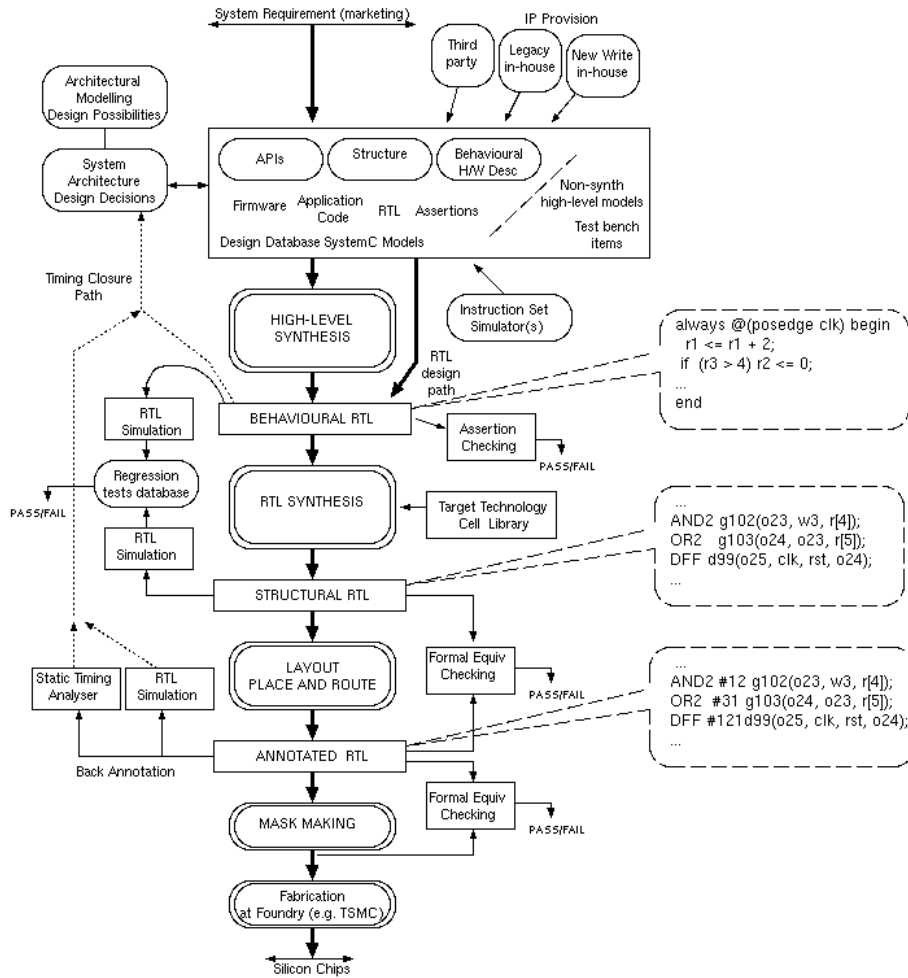 System Requirement (marketing)
IP Provision
Third
party
Legacy
in-house
New Write
in-house
Architectural
Modelling
Design Possibilities
System
Architecture
Design Decisions
APIs
Structure
Behavioural
H/W Desc
Firmware
Application
Code
RTL
Assertions
Non-synth
high-level models
Test bench
items
Design Database SystemC Models
Timing Closure
Path
HIGH-LEVEL
SYNTHESIS
Instruction Set
Simulator(s)
RTL
design
path
always @(posedge clk) begin
r1 <= r1 + 2;
if (r3 > 4) r2 <= 0;
...
end
RTL
Simulation
BEHAVIOURAL RTL
Assertion
Checking
PASS/FAIL
Regression
tests database
PASS/FAIL
RTL SYNTHESIS
Target Technology
Cell Library
RTL
Simulation
...
AND2 g102(o23, w3, r[4]);
OR2 g103(o24, o23, r[5]);
DFF d99(o25, clk, rst, o24);
...
STRUCTURAL RTL
LAYOUT
PLACE AND ROUTE
Formal Equiv
Checking
PASS/FAIL
Static Timing
Analyser
RTL
Simulation
...
AND2 #12 g102(o23, w3, r[4]);
OR2 #31 g103(o24, o23, r[5]);
DFF #121d99(o25, clk, rst, o24);
...
ANNOTATED RTL
Back Annotation
Formal Equiv
Checking
PASS/FAIL
MASK MAKING
Fabrication
at Foundry (e.g. TSMC)
Silicon Chips